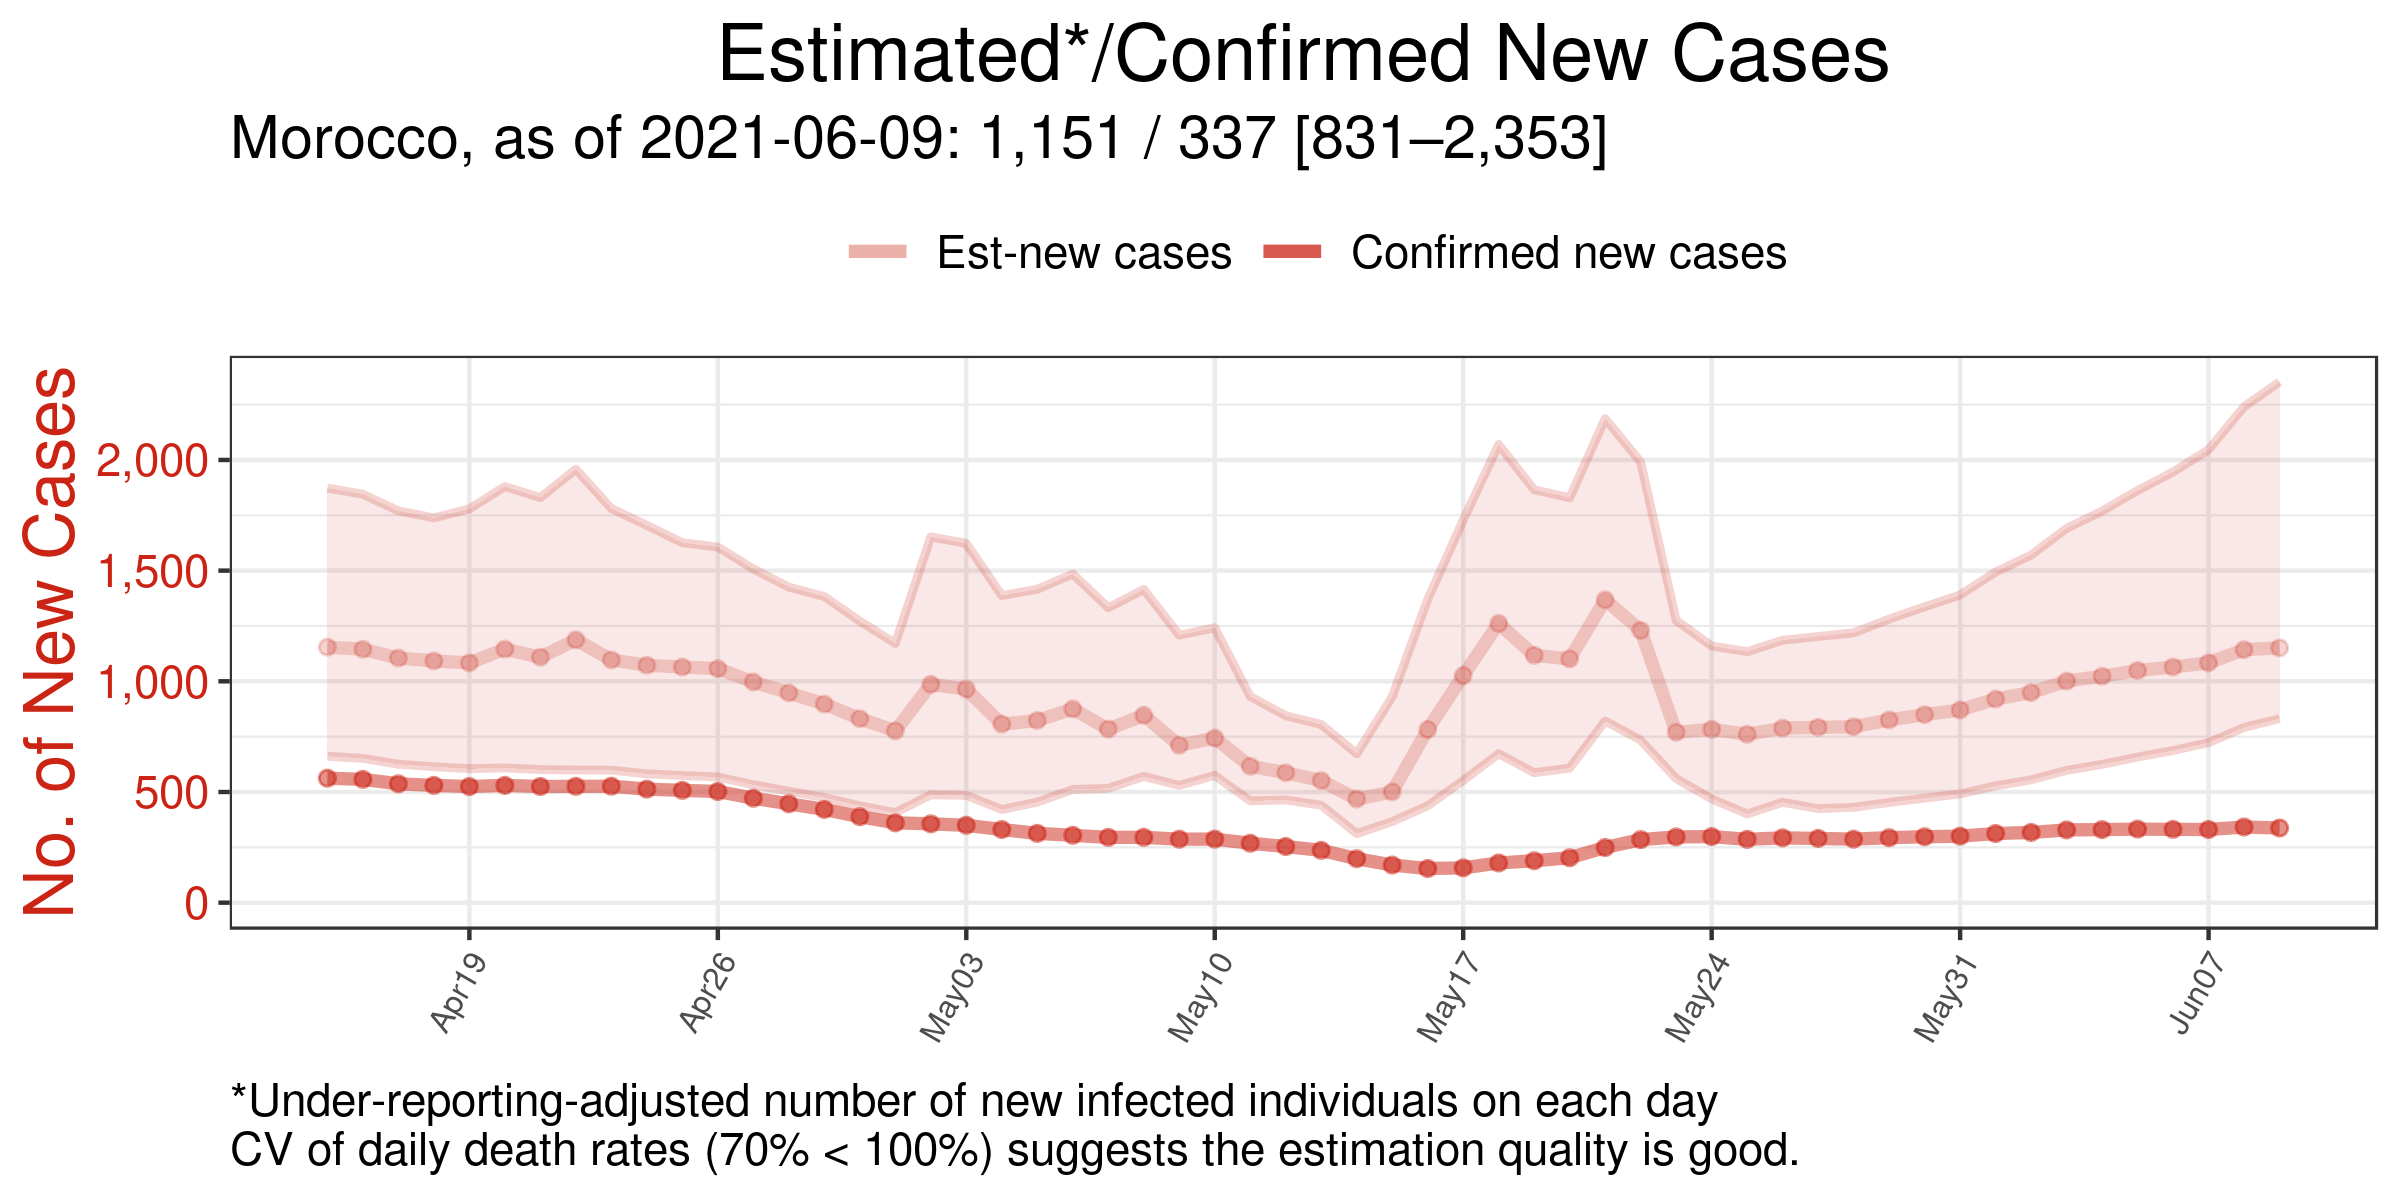 Estimated*/Confirmed New Cases
Morocco, as of 2021-06-09: 1,151 / 337 [831–2,353]
Est-new cases
Confirmed new cases
No. of New Cases
2,000
1,500
1,000
500
0
Apr19
Apr26
May03
May10
May17
May24
May31
Jun07
*Under-reporting-adjusted number of new infected individuals on each day
CV of daily death rates (70% < 100%) suggests the estimation quality is good.